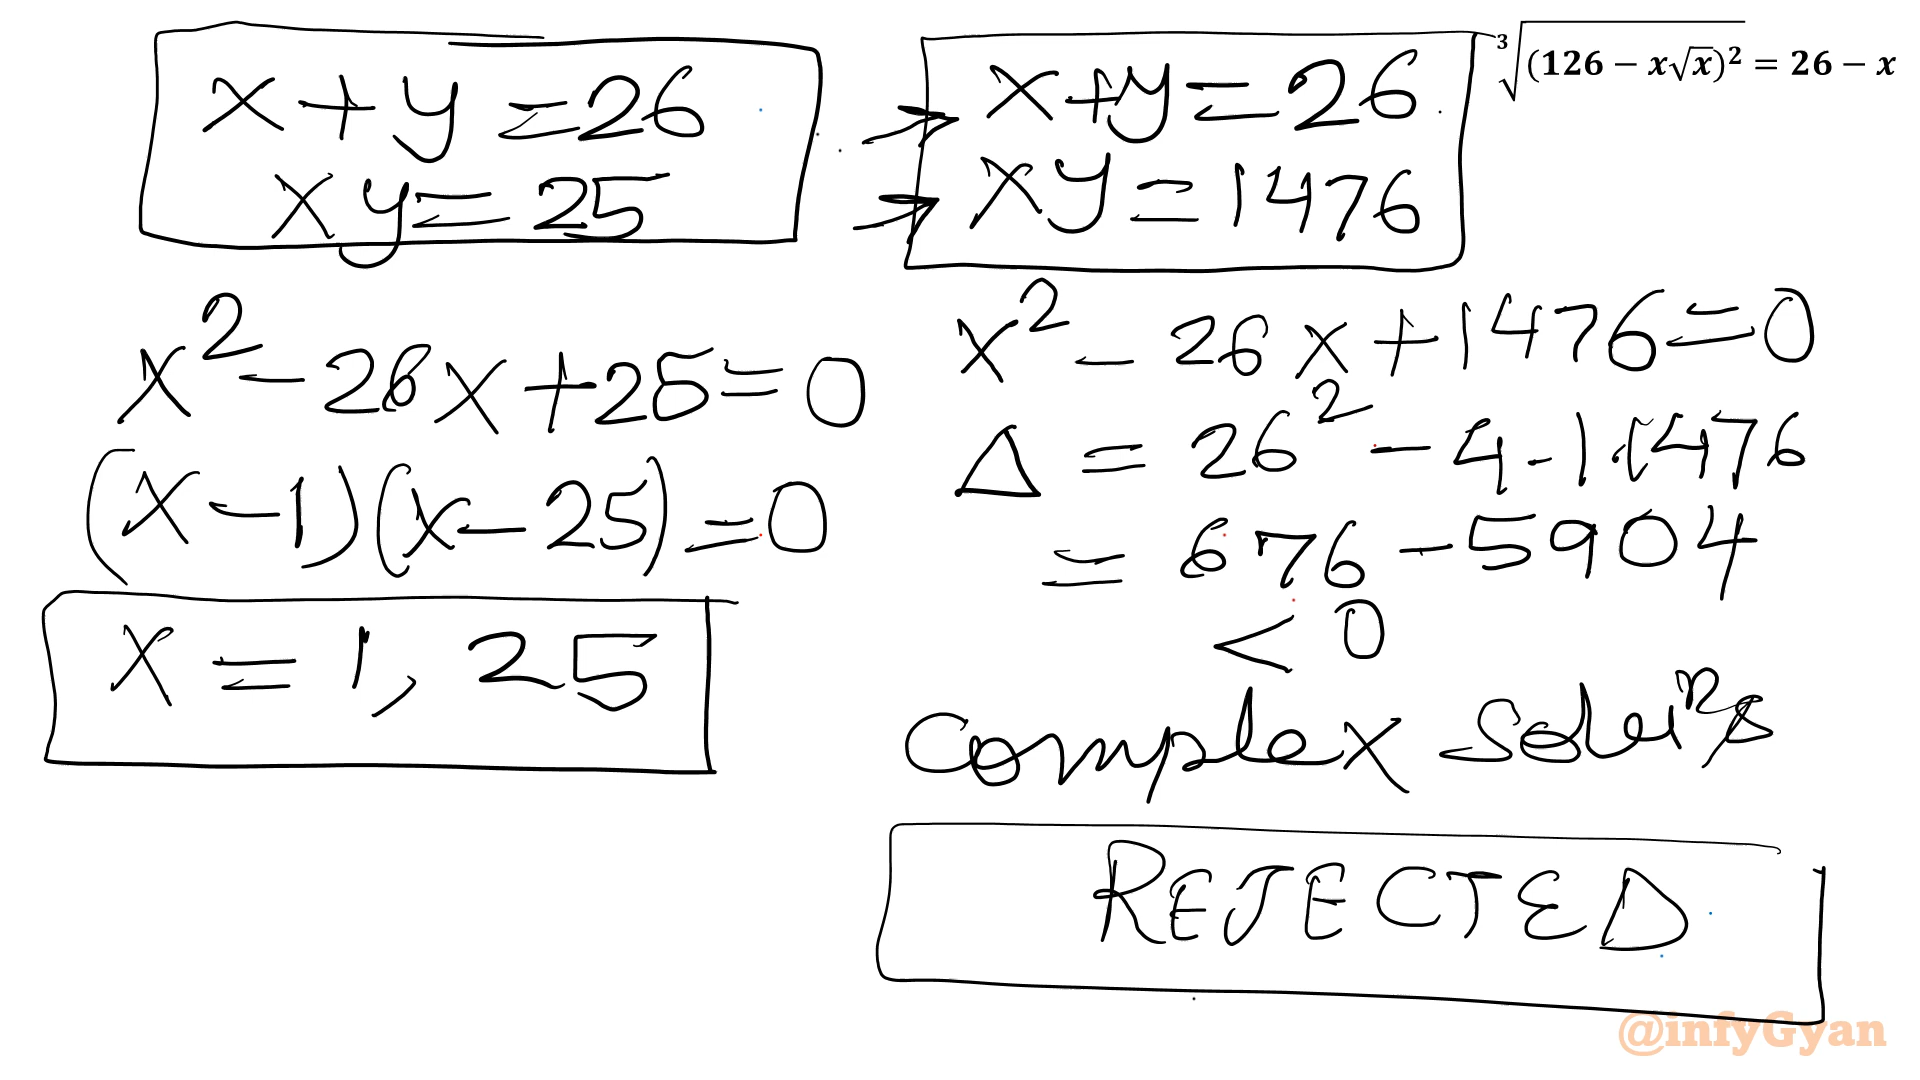 x + y = 26
xy = 25
x² - 26x + 25 = 0
(x - 1)(x - 25) = 0
x = 1, 25
∛(126 − x√x)² = 26 − x
→ x + y = 26
→ xy = 1476
x² - 26x + 1476 = 0
Δ = 26² - 4.1.1476
= 676 - 5904
< 0
complex soluⁿs
REJECTED
@infyGyan